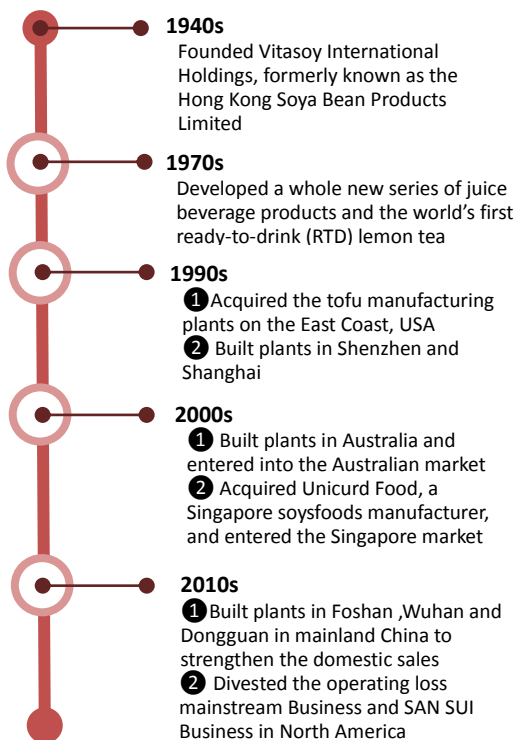 1940s
Founded Vitasoy International
Holdings, formerly known as the
Hong Kong Soya Bean Products
Limited
1970s
Developed a whole new series of juice
beverage products and the world’s first
ready-to-drink (RTD) lemon tea
1990s
❶Acquired the tofu manufacturing
plants on the East Coast, USA
❷ Built plants in Shenzhen and
Shanghai
2000s
❶ Built plants in Australia and
entered into the Australian market
❷ Acquired Unicurd Food, a
Singapore soysfoods manufacturer,
and entered the Singapore market
2010s
❶Built plants in Foshan ,Wuhan and
Dongguan in mainland China to
strengthen the domestic sales
❷ Divested the operating loss
mainstream Business and SAN SUI
Business in North America